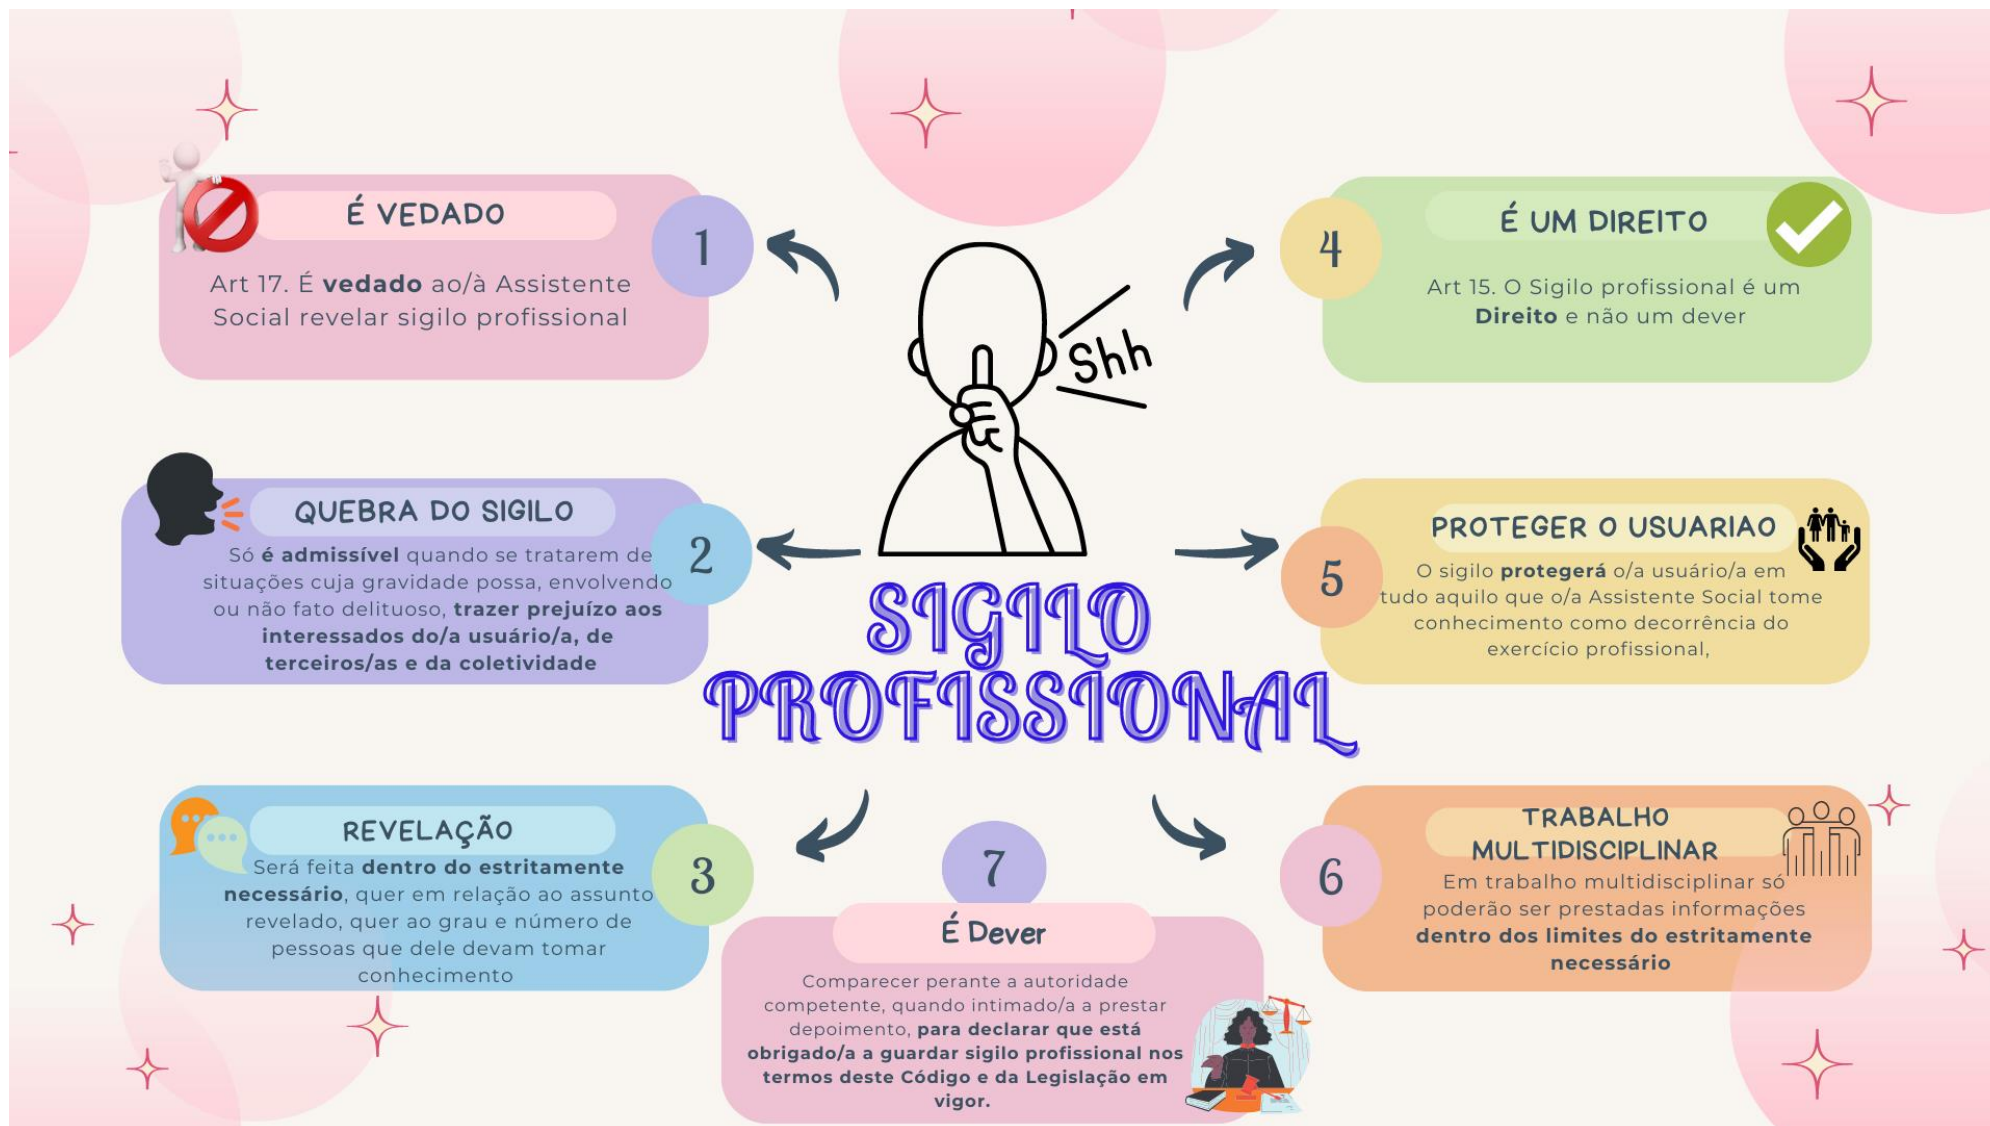 É VEDADO
1
Art 17. É vedado ao/à Assistente
Social revelar sigilo profissional
QUEBRA DO SIGILO
2
Só é admissível quando se tratarem de
situações cuja gravidade possa, envolvendo
ou não fato delituoso, trazer prejuízo aos
interessados do/a usuário/a, de
terceiros/as e da coletividade
REVELAÇÃO
3
Será feita dentro do estritamente
necessário, quer em relação ao assunto
revelado, quer ao grau e número de
pessoas que dele devam tomar
conhecimento
Shh
SIGILO
PROFISSIONAL
4
É UM DIREITO
Art 15. O Sigilo profissional é um
Direito e não um dever
5
PROTEGER O USUARIAO
O sigilo protegerá o/a usuário/a em
tudo aquilo que o/a Assistente Social tome
conhecimento como decorrência do
exercício profissional,
6
TRABALHO
MULTIDISCIPLINAR
Em trabalho multidisciplinar só
poderão ser prestadas informações
dentro dos limites do estritamente
necessário
7
É Dever
Comparecer perante a autoridade
competente, quando intimado/a a prestar
depoimento, para declarar que está
obrigado/a a guardar sigilo profissional nos
termos deste Código e da Legislação em
vigor.